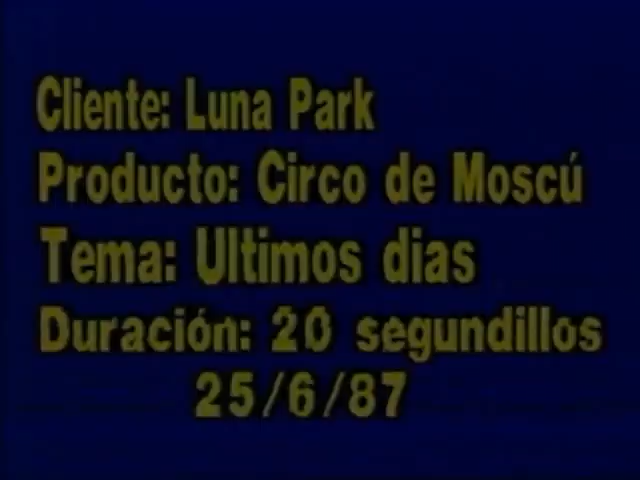 Cliente: Luna Park
Producto: Circo de Moscú
Tema: Ultimos dias
Duración: 20 segundillos
25/6/87